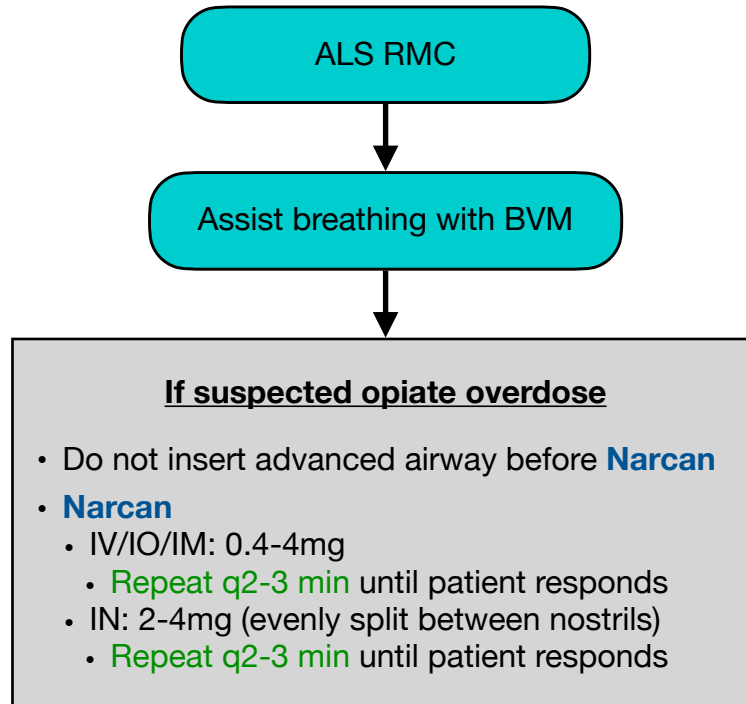 ALS RMC
Assist breathing with BVM
If suspected opiate overdose
• Do not insert advanced airway before Narcan
• Narcan
• IV/IO/IM: 0.4-4mg
• Repeat q2-3 min until patient responds
• IN: 2-4mg (evenly split between nostrils)
• Repeat q2-3 min until patient responds